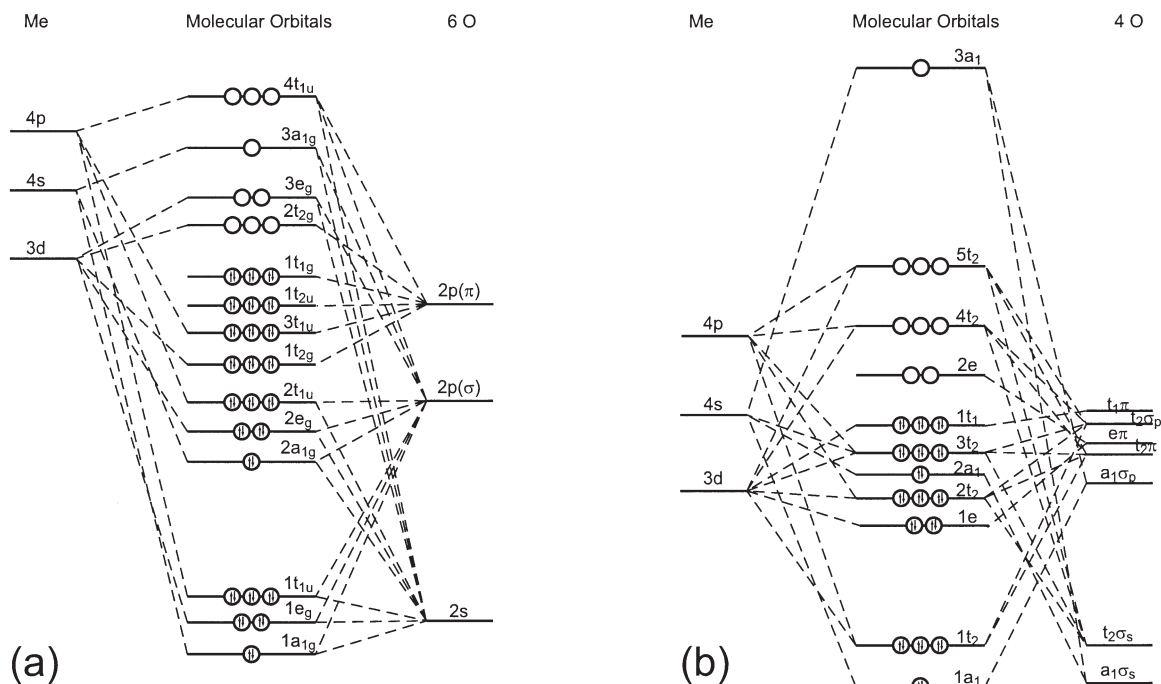 Me Molecular Orbitals 6 O
4t1u
4p
3a1g
4s
3eg
2t2g
3d
1t1g
2p(π)
1t2u
3t1u
1t2g
2p(σ)
2t1u
2eg
2a1g
1t1u
2s
1eg
1a1g
(a)
Me Molecular Orbitals 4 O
3a1
5t2
4t2
4p
2e
t1π
4s
1t1
t2σp
eπ
3t2
t2π
3d
2a1
a1σp
2t2
1e
1t2
t2σs
1a1
a1σs
(b)